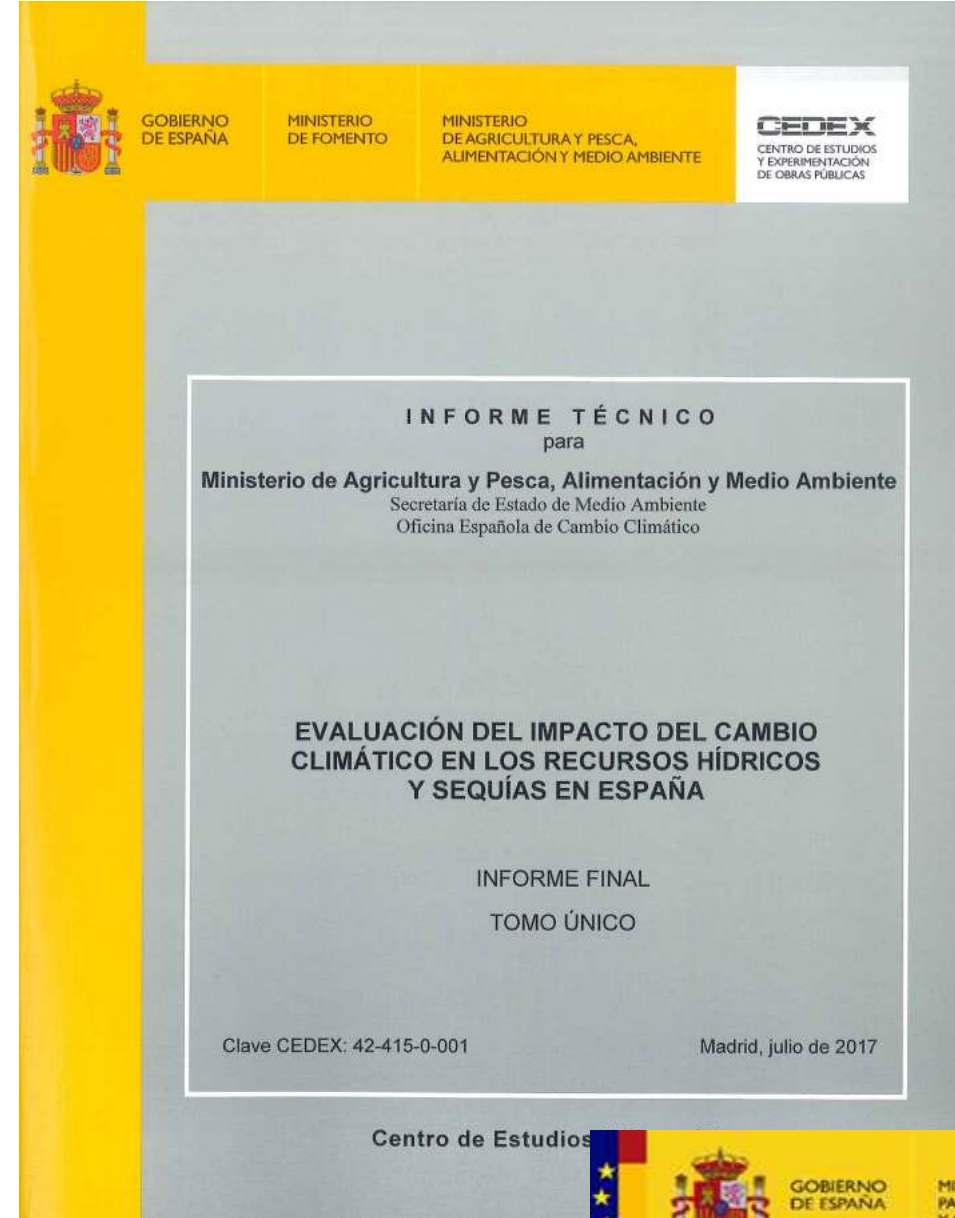 GOBIERNO
DE ESPAÑA
MINISTERIO
DE FOMENTO
MINISTERIO
DE AGRICULTURA Y PESCA,
ALIMENTACIÓN Y MEDIO AMBIENTE
CEDEX
CENTRO DE ESTUDIOS
Y EXPERIMENTACIÓN
DE OBRAS PÚBLICAS
INFORME TÉCNICO
para
Ministerio de Agricultura y Pesca, Alimentación y Medio Ambiente
Secretaría de Estado de Medio Ambiente
Oficina Española de Cambio Climático
EVALUACIÓN DEL IMPACTO DEL CAMBIO
CLIMÁTICO EN LOS RECURSOS HÍDRICOS
Y SEQUÍAS EN ESPAÑA
INFORME FINAL
TOMO ÚNICO
Clave CEDEX: 42-415-0-001
Madrid, julio de 2017
Centro de Estudios
GOBIERNO
DE ESPAÑA